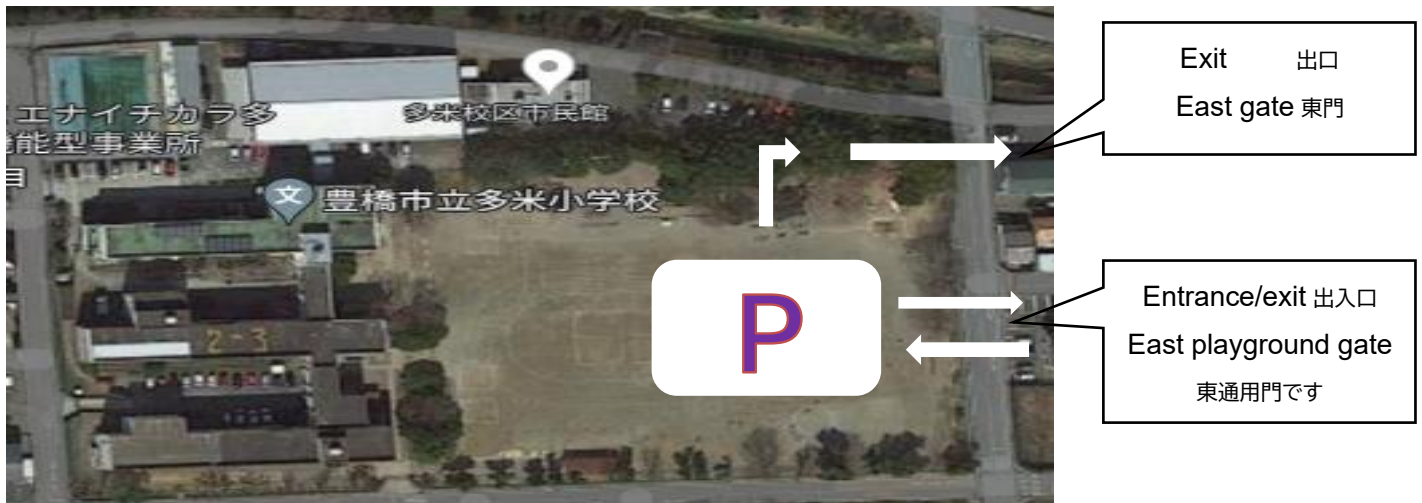 エナイチカラ多
能型事業所
目
多米校区市民館
文
豊橋市立多米小学校
2-3
P
Exit 出口
East gate 東門
Entrance/exit 出入口
East playground gate
東通用門です